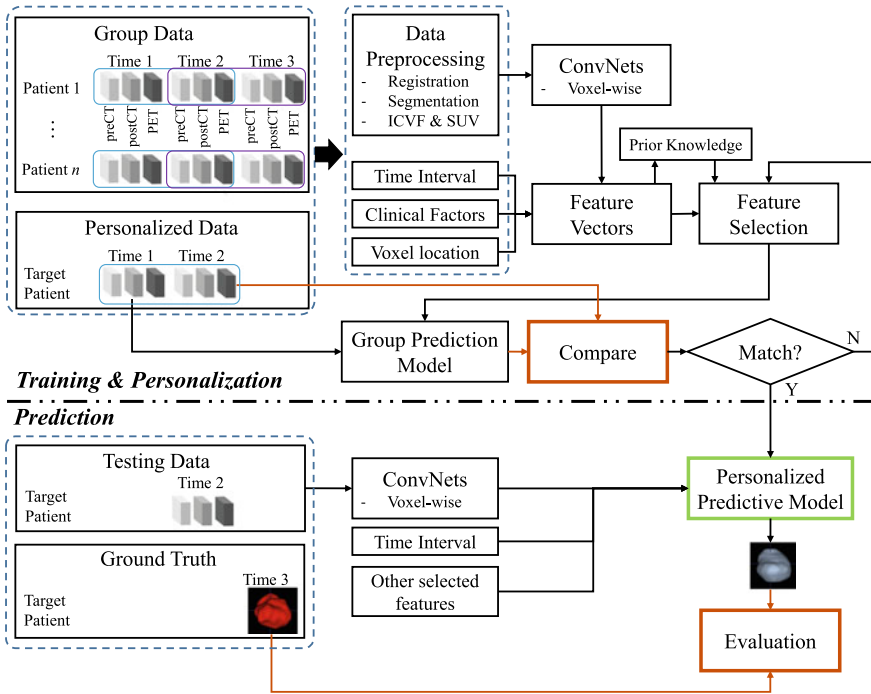 Group Data
Time 1 Time 2 Time 3
Patient 1
preCT postCT PET preCT postCT PET preCT postCT PET
⋮
Patient n
Personalized Data
Time 1 Time 2
Target
Patient
Data
Preprocessing
- Registration
- Segmentation
- ICVF & SUV
Time Interval
Clinical Factors
Voxel location
ConvNets
- Voxel-wise
Prior Knowledge
Feature
Vectors
Feature
Selection
Group Prediction
Model
Compare
Match?
N
Y
Training & Personalization
Prediction
Testing Data
Time 2
Target
Patient
Ground Truth
Time 3
Target
Patient
ConvNets
- Voxel-wise
Time Interval
Other selected
features
Personalized
Predictive Model
Evaluation